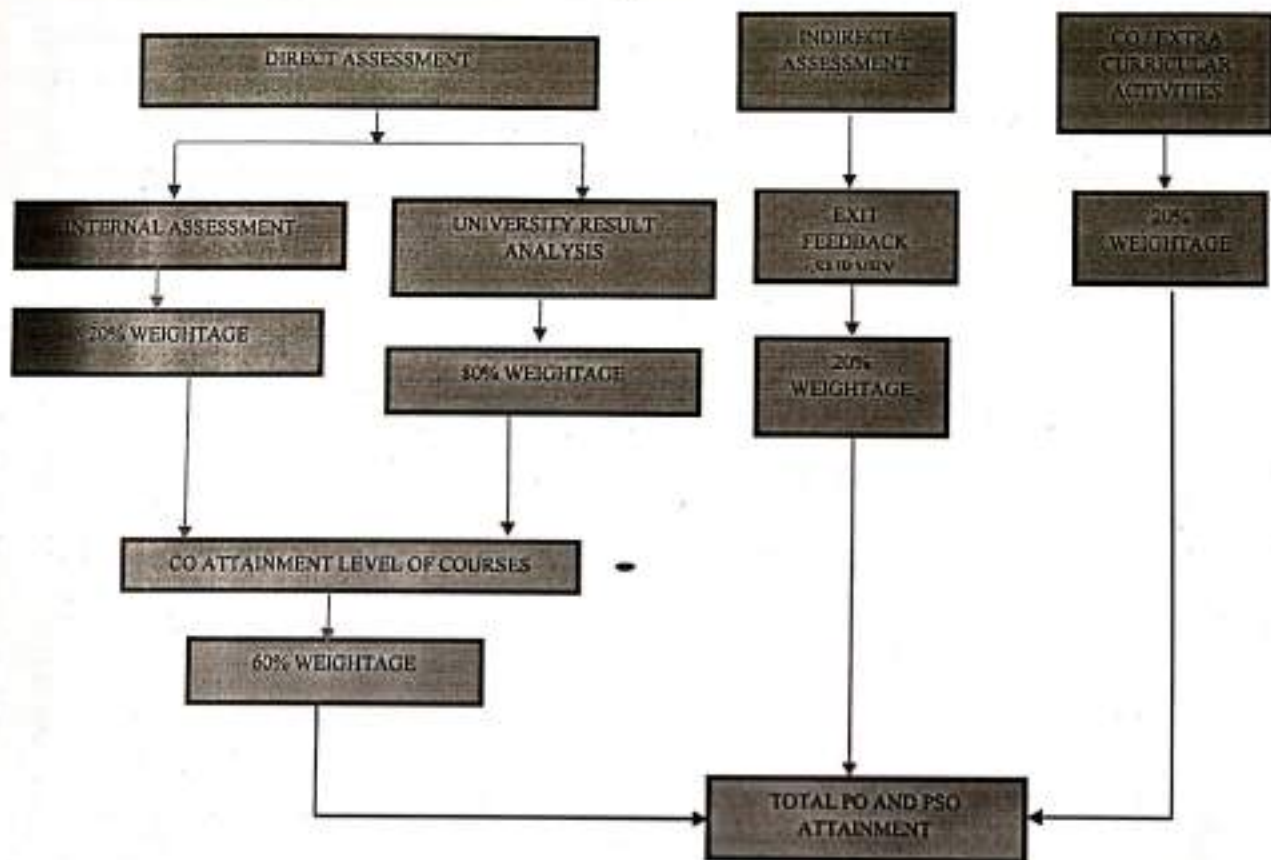 DIRECT ASSESSMENT
INDIRECT
ASSESSMENT
CO / EXTRA
CURRICULAR
ACTIVITIES
INTERNAL ASSESSMENT
UNIVERSITY RESULT
ANALYSIS
EXIT
FEEDBACK
SURVEY
20%
WEIGHTAGE
20% WEIGHTAGE
80% WEIGHTAGE
20%
WEIGHTAGE
CO ATTAINMENT LEVEL OF COURSES
60% WEIGHTAGE
TOTAL PO AND PSO
ATTAINMENT